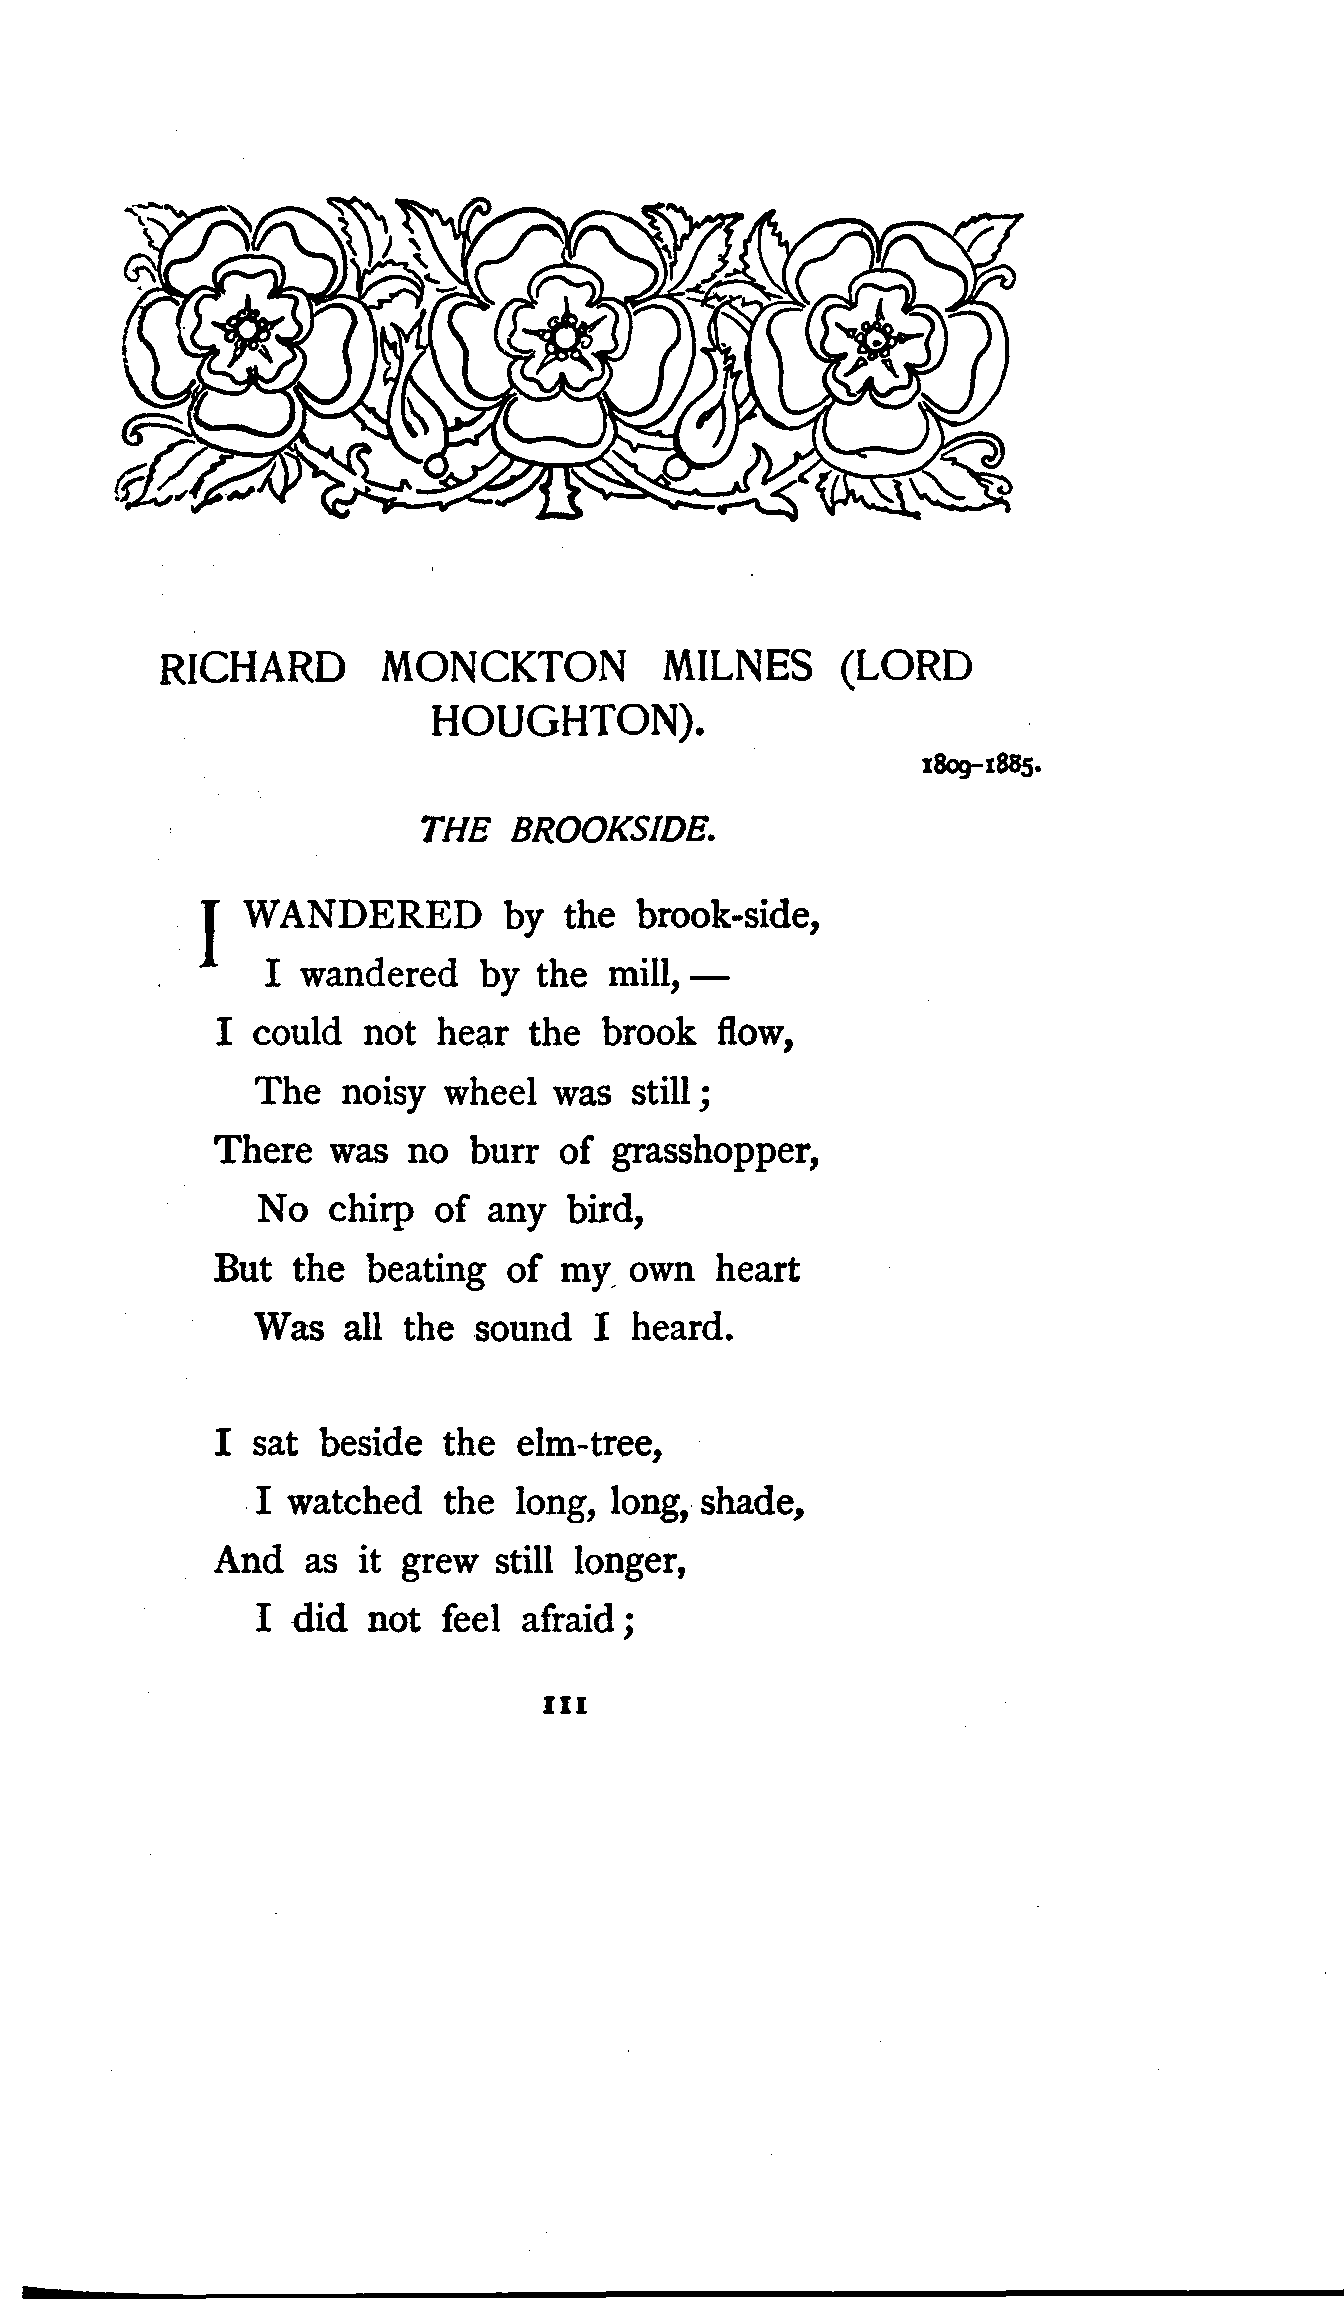 RICHARD MONCKTON MILNES (LORD
HOUGHTON).
1809–1885.
THE BROOKSIDE.
I WANDERED by the brook-side,
I wandered by the mill,—
I could not hear the brook flow,
The noisy wheel was still;
There was no burr of grasshopper,
No chirp of any bird,
But the beating of my own heart
Was all the sound I heard.
I sat beside the elm-tree,
I watched the long, long, shade,
And as it grew still longer,
I did not feel afraid;
111